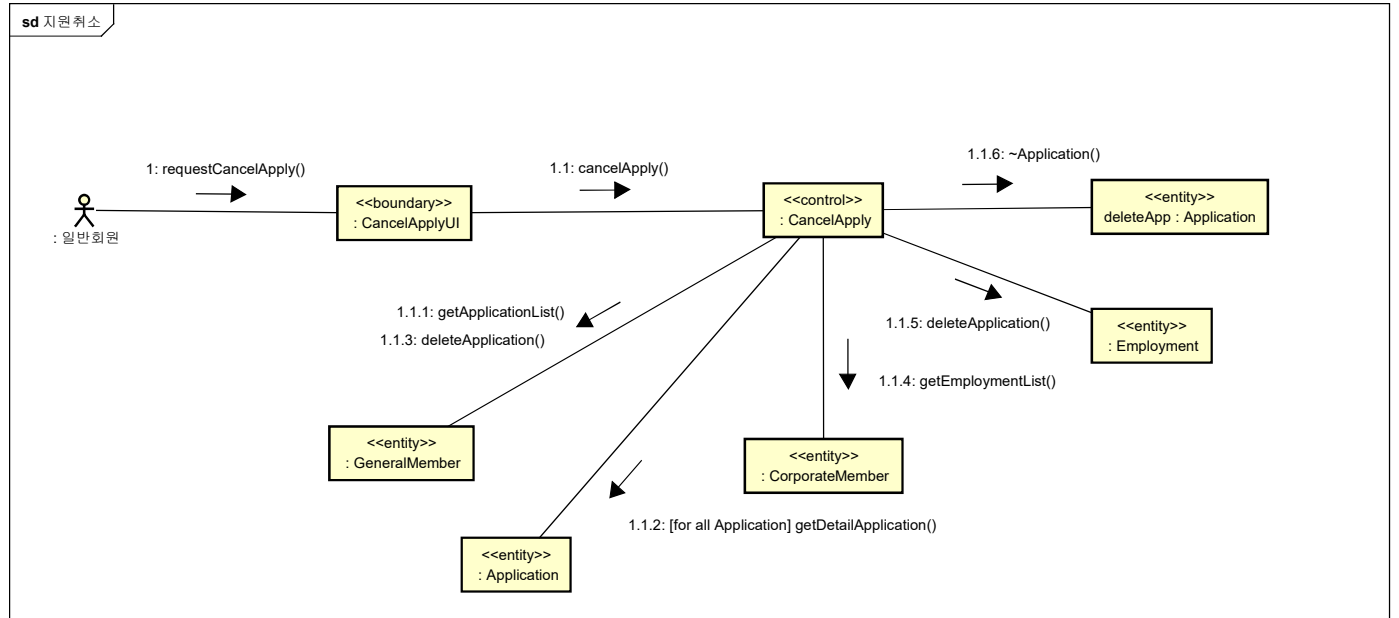 sd 지원취소
1.1.6: ~Application()
1: requestCancelApply()
1.1: cancelApply()
<<boundary>>
: CancelApplyUI
<<control>>
: CancelApply
<<entity>>
deleteApp : Application
: 일반회원
1.1.1: getApplicationList()
1.1.3: deleteApplication()
1.1.5: deleteApplication()
<<entity>>
: Employment
1.1.4: getEmploymentList()
<<entity>>
: GeneralMember
<<entity>>
: CorporateMember
1.1.2: [for all Application] getDetailApplication()
<<entity>>
: Application